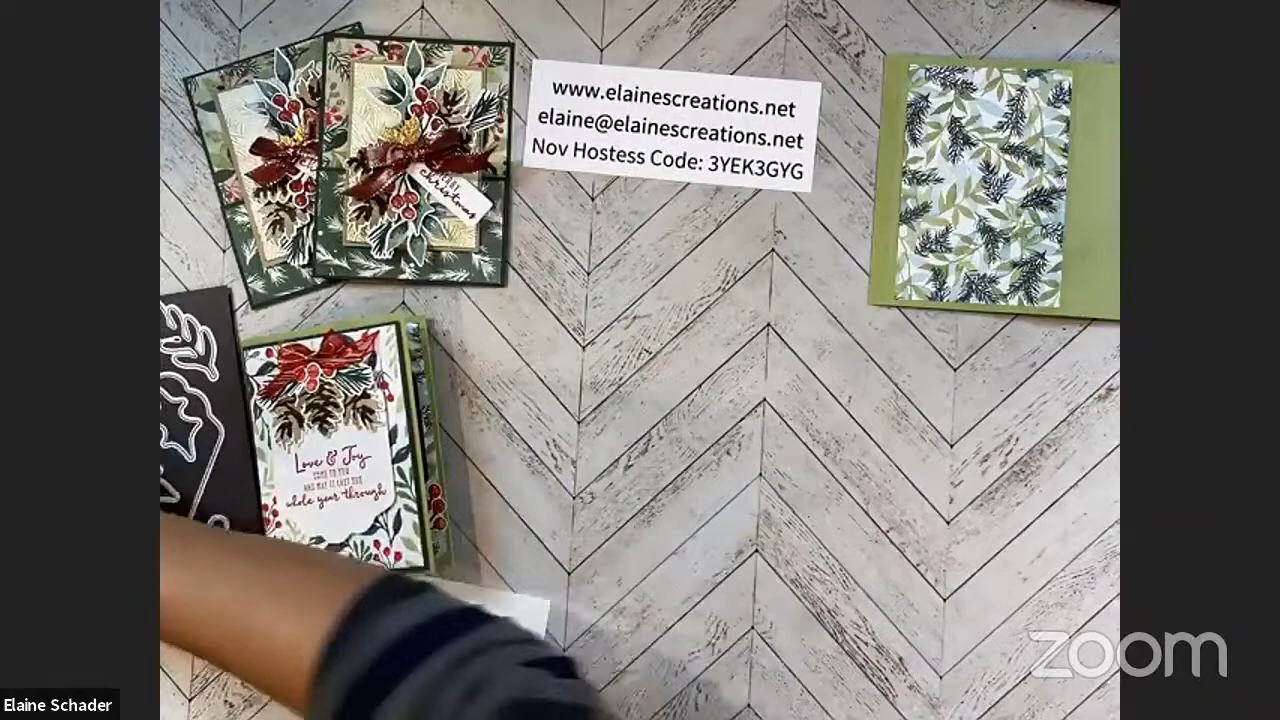 www.elainescreations.net
elaine@elainescreations.net
Nov Hostess Code: 3YEK3GYG
Christmas
Love & Joy
COME TO YOU
AND MAY IT LAST THE
whole year through
zoom
Elaine Schader